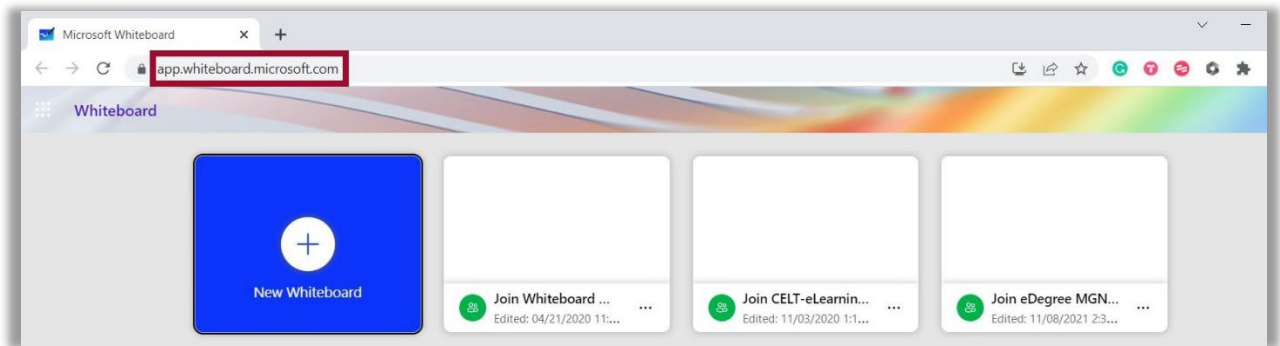 Microsoft Whiteboard
app.whiteboard.microsoft.com
Whiteboard
New Whiteboard
Join Whiteboard ...
Edited: 04/21/2020 11:...
Join CELT-eLearnin...
Edited: 11/03/2020 1:1...
Join eDegree MGN...
Edited: 11/08/2021 2:3...